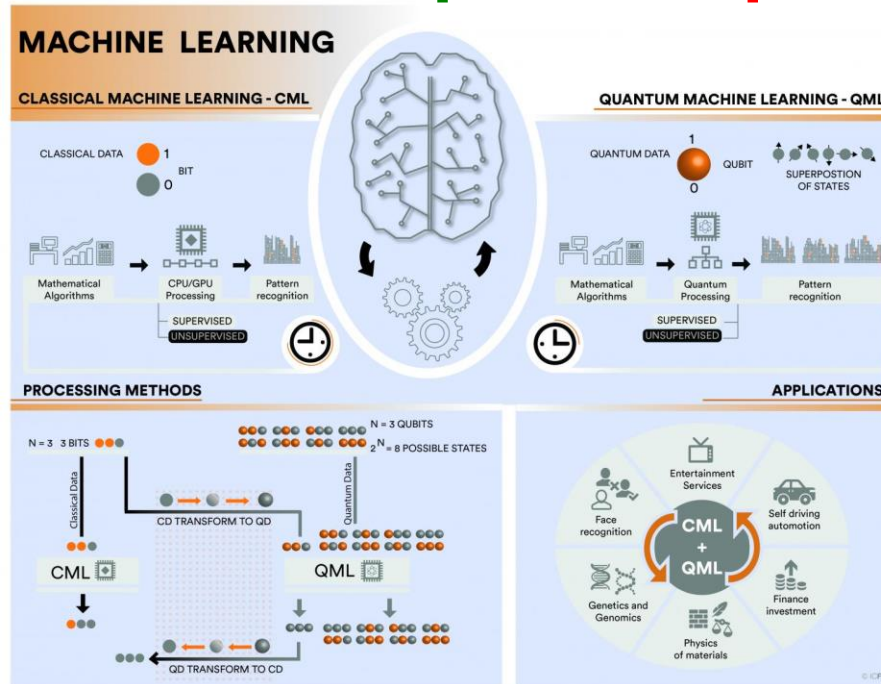 MACHINE LEARNING
CLASSICAL MACHINE LEARNING - CML
CLASSICAL DATA
1
BIT
0
Mathematical
Algorithms
CPU/GPU
Processing
Pattern
recognition
SUPERVISED
UNSUPERVISED
QUANTUM MACHINE LEARNING - QML
QUANTUM DATA
1
QUBIT
0
SUPERPOSTION
OF STATES
Mathematical
Algorithms
Quantum
Processing
Pattern
recognition
SUPERVISED
UNSUPERVISED
PROCESSING METHODS
N = 3 3 BITS
N = 3 QUBITS
2N = 8 POSSIBLE STATES
Classical Data
Quantum Data
CD TRANSFORM TO QD
CML
QML
QD TRANSFORM TO CD
APPLICATIONS
Entertainment
Services
Self driving
automation
Finance
investment
Physics
of materials
Genetics and
Genomics
Face
recognition
CML
+
QML